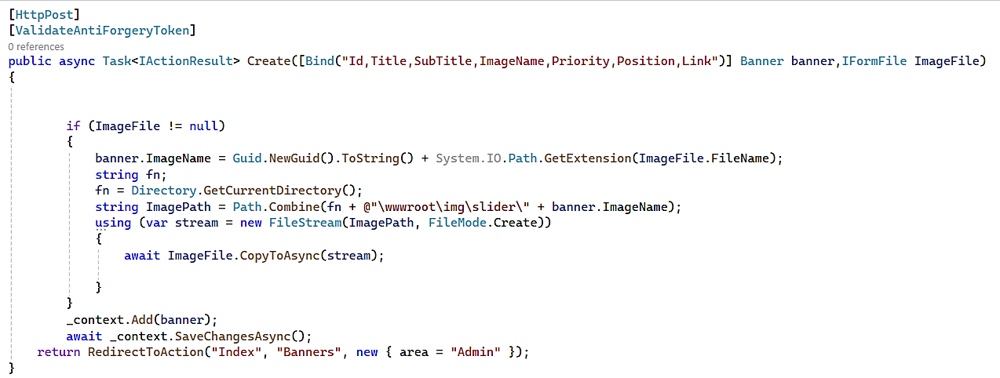 [HttpPost]
[ValidateAntiForgeryToken]
0 references
public async Task<IActionResult> Create([Bind("Id,Title,SubTitle,ImageName,Priority,Position,Link")] Banner banner,IFormFile ImageFile)
{
if (ImageFile != null)
{
banner.ImageName = Guid.NewGuid().ToString() + System.IO.Path.GetExtension(ImageFile.FileName);
string fn;
fn = Directory.GetCurrentDirectory();
string ImagePath = Path.Combine(fn + @"\wwwroot\img\slider\" + banner.ImageName);
using (var stream = new FileStream(ImagePath, FileMode.Create))
{
await ImageFile.CopyToAsync(stream);
}
}
_context.Add(banner);
await _context.SaveChangesAsync();
return RedirectToAction("Index", "Banners", new { area = "Admin" });
}